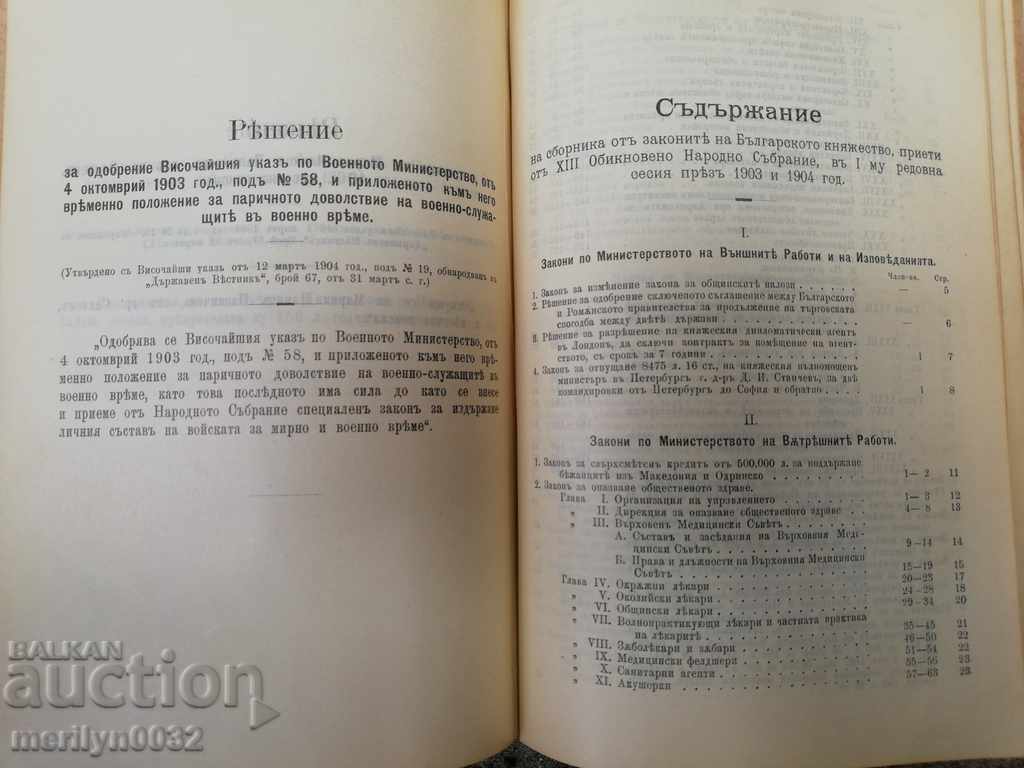 Рѣшение
за одобрение Височайшия указъ по Военното Министерство, отъ
4 октомврий 1903 год., подъ № 58, и приложеното къмъ него
врѣменно положение за паричното доволствие на военно-служа-
щитѣ въ военно врѣме.
(Утвърдено съ Височайши указъ отъ 12 мартъ 1904 год., подъ № 19, обнародванъ въ
„Държавенъ Вѣстникъ“, брой 67, отъ 31 мартъ с. г.)
„Одобрява се Височайшия указъ по Военното Министерство, отъ
4 октомврий 1903 год., подъ № 58, и приложеното къмъ него врѣ-
менно положение за паричното доволствие на военно-служащитѣ въ
военно врѣме, като това послѣдното има сила до като се внесе
и приеме отъ Народното Събрание специаленъ законъ за издържане
личния съставъ на войската за мирно и военно врѣме“.
Съдържание
на сборника отъ законитѣ на Българското княжество, приети
отъ XIII Обикновено Народно Събрание, въ I му редовна
сесия прѣзъ 1903 и 1904 год.
I.
Закони по Министерството на Външнитѣ Работи и на Изповѣданията.
Стр.
1. Законъ за измѣнение закона за общинскитѣ налози . . . — 5
2. Рѣшение за одобрение сключеното съглашение между Българското
и Романското правителства за продължение на търговската
спогодба между двѣтѣ държави . . . — 6
3. Рѣшение за разрѣшение на княжеския дипломатически агентъ
въ Лондонъ, да сключи контрактъ за помѣщение на агент-
ството, съ срокъ за 7 години . . . 1 7
4. Законъ за отпущане 8475 л. 16 ст., на княжеския пълномощенъ
министъръ въ Петербургъ г. д-ръ Д. И. Станчевъ, за двѣ
командировки отъ Петербургъ до София и обратно . . . 1 8
II.
Закони по Министерството на Вѫтрѣшнитѣ Работи.
1. Законъ за свърхсмѣтенъ кредитъ отъ 500,000 л. за поддържане
бѣжанцитѣ изъ Македония и Одринско . . . 1— 2 11
2. Законъ за опазване общественото здраве.
Глава I. Организация на управлението . . . 1— 3 12
„ II. Дирекция за опазване общественото здраве . . 4— 8 13
„ III. Върховенъ Медицински Съвѣтъ . . .
А. Съставъ и засѣдания на Върховния Меди-
цински Съвѣтъ . . . 9—14 14
Б. Права и длъжности на Върховния Медицински
Съвѣтъ . . . 15—19 15
Глава IV. Окрѫжни лѣкари . . . 20—23 17
„ V. Околийски лѣкари . . . 24—28 18
„ VI. Общински лѣкари . . . 29—34 20
„ VII. Волнопрактикующи лѣкари и частната практика
на лѣкаритѣ . . . 35—45 21
„ VIII. Зѫболѣкари и зѫбари . . . 46—50 22
„ IX. Медицински фелдшери . . . 51—54 22
„ X. Санитарни агенти . . . 55—56 23
„ XI. Акушорки . . . 57—63 23
BALKAN
auction
merilyn0032